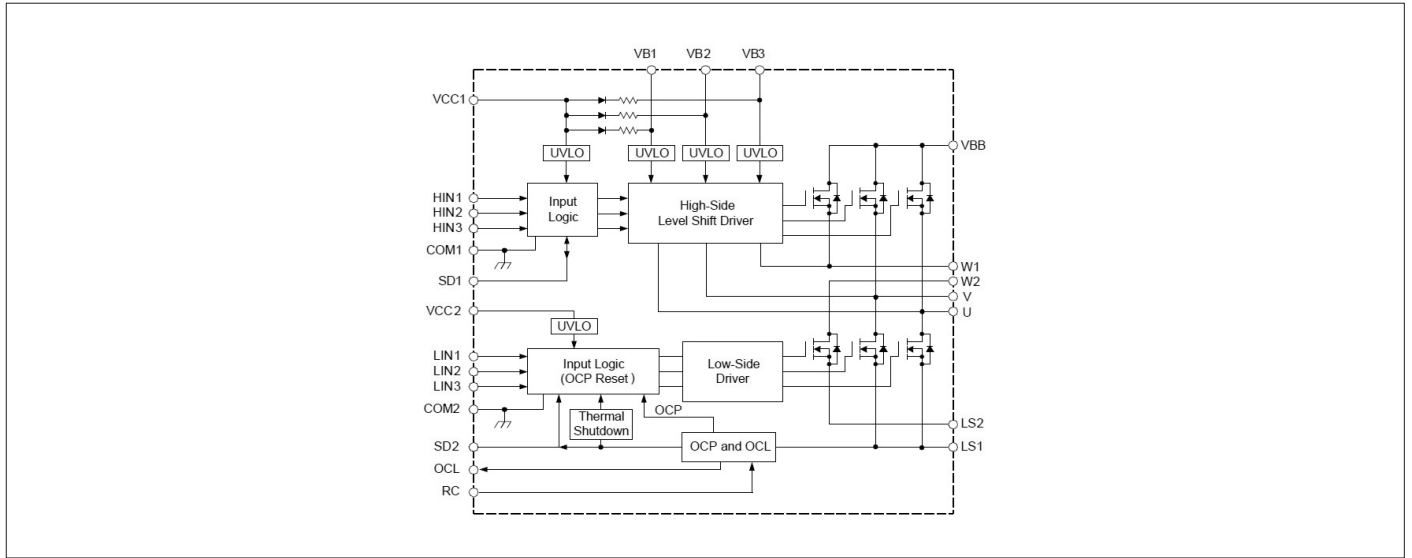 VB1 VB2 VB3
VCC1
VBB
UVLO UVLO UVLO UVLO
HIN1
HIN2
HIN3
Input
Logic
High-Side
Level Shift Driver
COM1
SD1
W1
W2
V
U
VCC2
UVLO
LIN1
LIN2
LIN3
Input Logic
(OCP Reset)
Low-Side
Driver
COM2
Thermal
Shutdown
OCP
LS2
SD2
OCP and OCL
LS1
OCL
RC